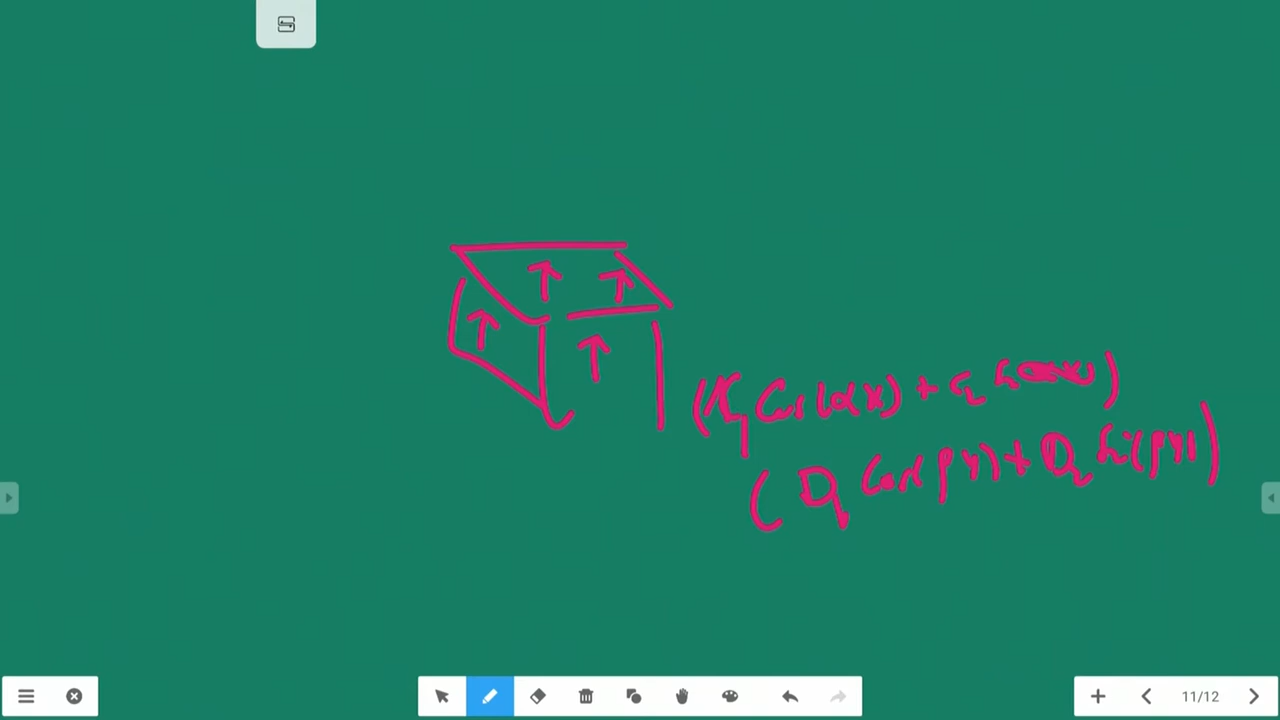 (C₁ Cos(αx) + C₂ Sin(αx))
(D₁ Cos(βy) + D₂ Sin(βy))
11/12